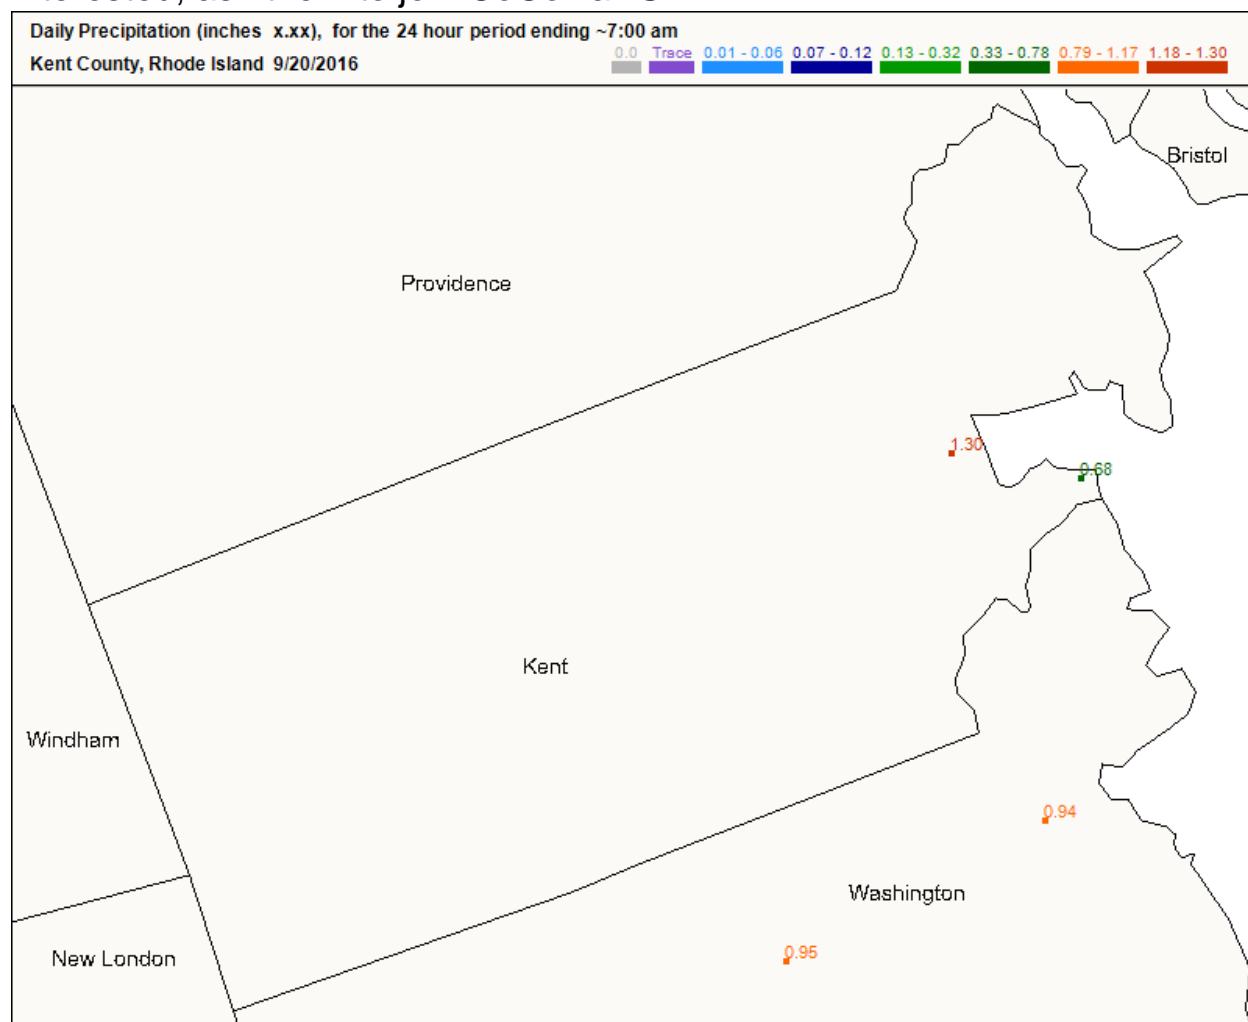 Daily Precipitation (inches x.xx), for the 24 hour period ending ~7:00 am
0.0 Trace 0.01 - 0.06 0.07 - 0.12 0.13 - 0.32 0.33 - 0.78 0.79 - 1.17 1.18 - 1.30
Kent County, Rhode Island 9/20/2016
Bristol
Providence
1.30
0.68
Kent
Windham
0.94
Washington
0.95
New London